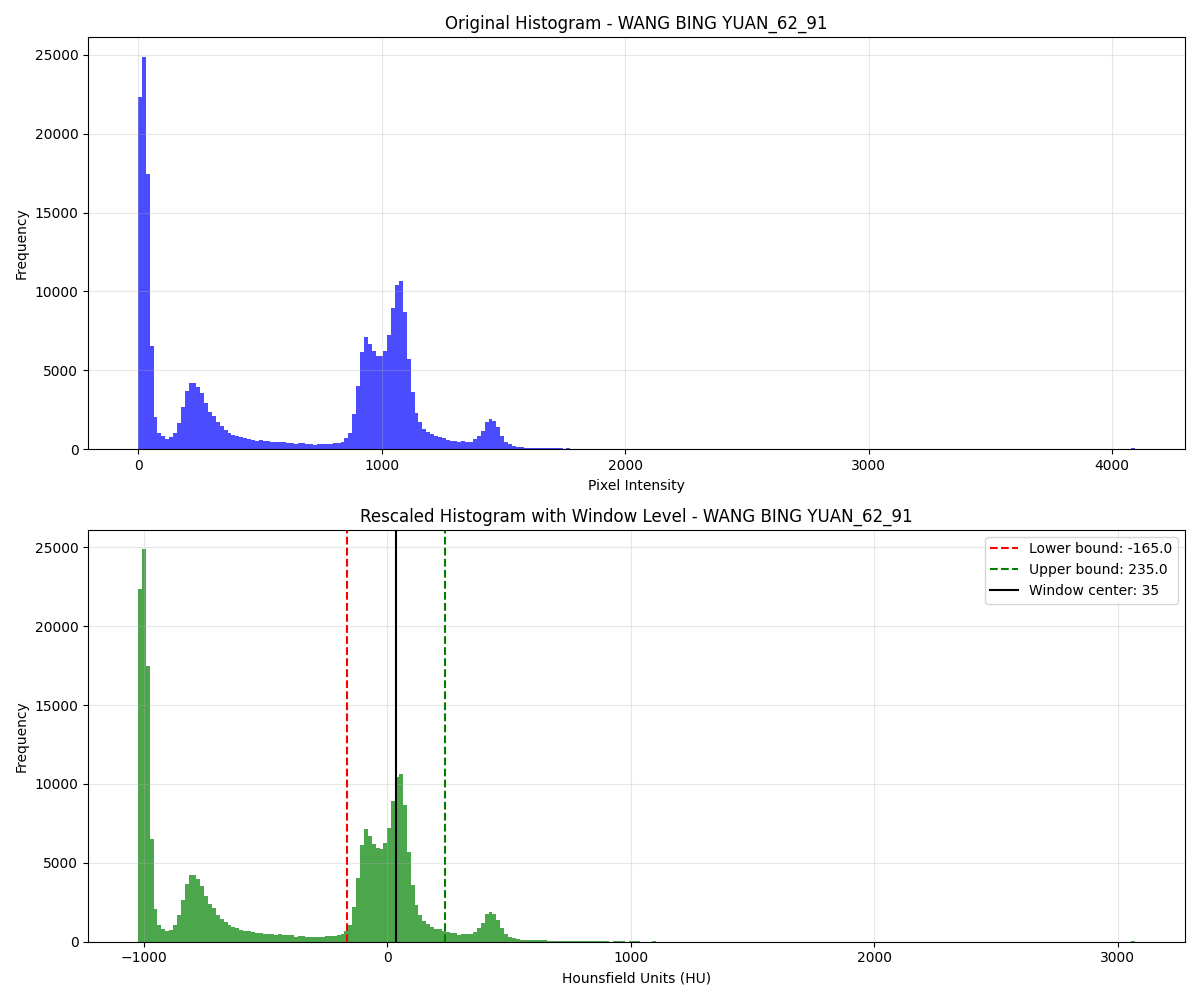 Original Histogram - WANG BING YUAN_62_91
25000
20000
15000
10000
5000
0
Frequency
0 1000 2000 3000 4000
Pixel Intensity
Rescaled Histogram with Window Level - WANG BING YUAN_62_91
Lower bound: -165.0
Upper bound: 235.0
Window center: 35
25000
20000
15000
10000
5000
0
Frequency
−1000 0 1000 2000 3000
Hounsfield Units (HU)